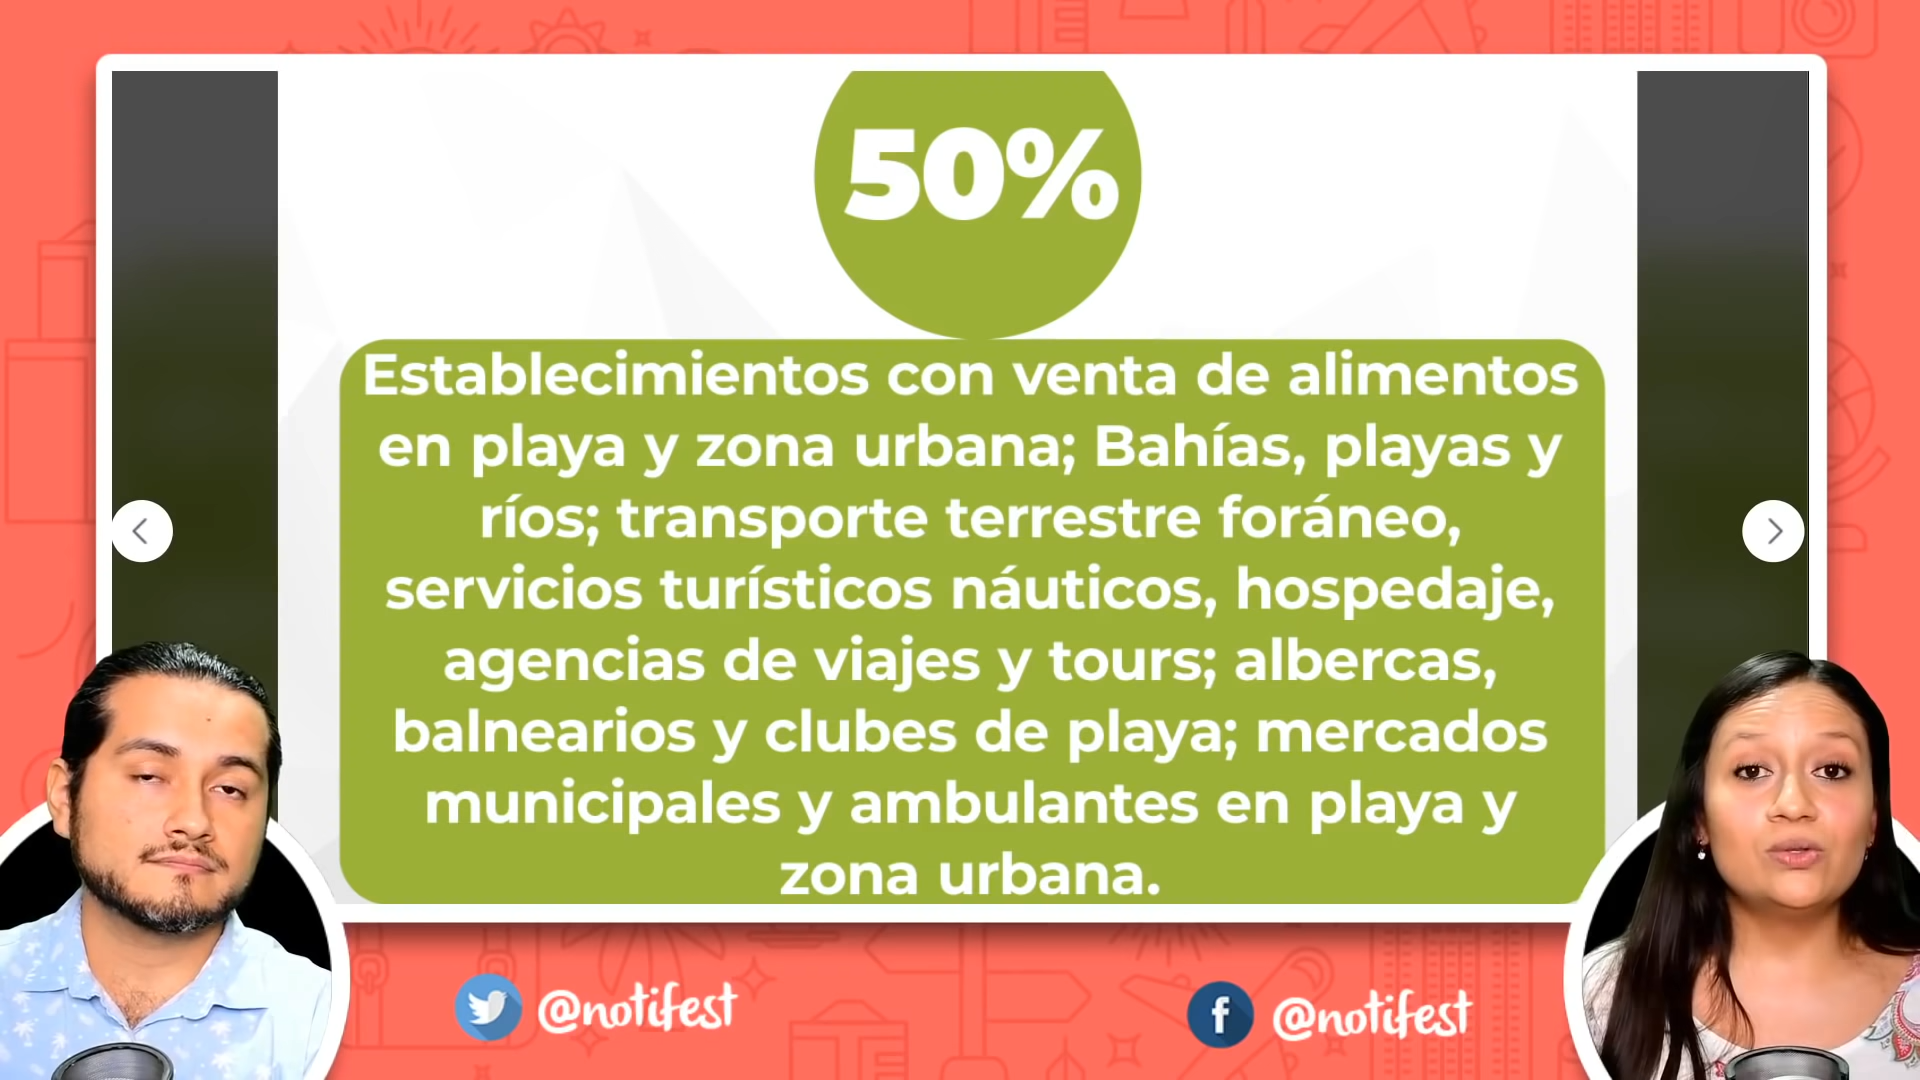 50%
Establecimientos con venta de alimentos
en playa y zona urbana; Bahías, playas y
ríos; transporte terrestre foráneo,
servicios turísticos náuticos, hospedaje,
agencias de viajes y tours; albercas,
balnearios y clubes de playa; mercados
municipales y ambulantes en playa y
zona urbana.
@notifest
@notifest